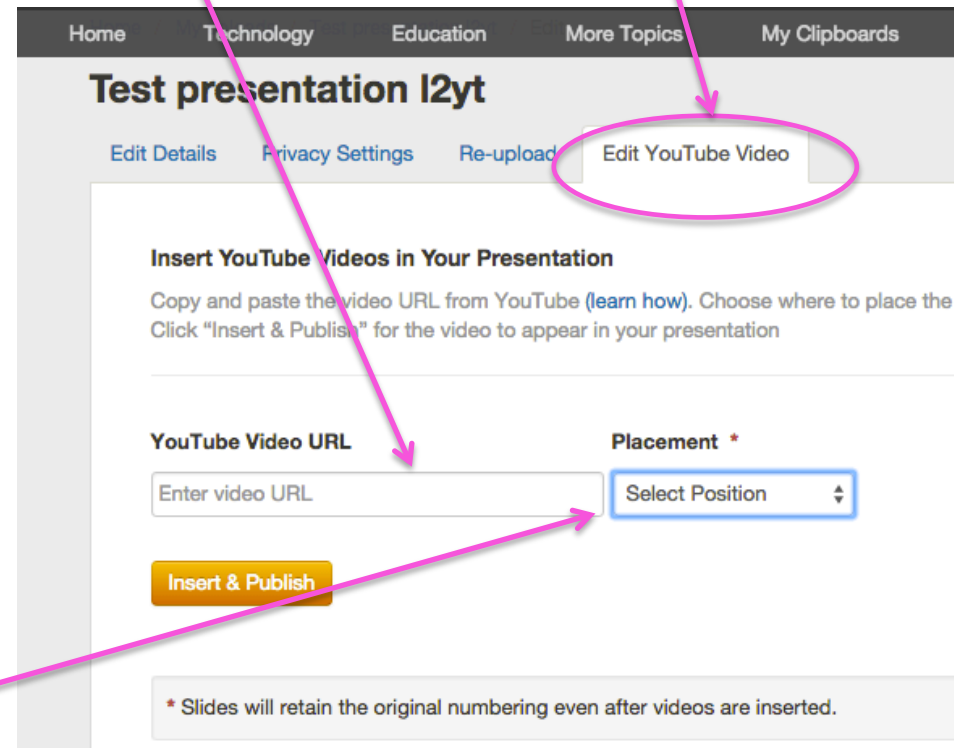 Home Technology Education More Topics My Clipboards
Test presentation l2yt
Edit Details Privacy Settings Re-upload Edit YouTube Video
Insert YouTube Videos in Your Presentation
Copy and paste the video URL from YouTube (learn how). Choose where to place the
Click “Insert & Publish” for the video to appear in your presentation
YouTube Video URL Placement *
Enter video URL Select Position
Insert & Publish
* Slides will retain the original numbering even after videos are inserted.